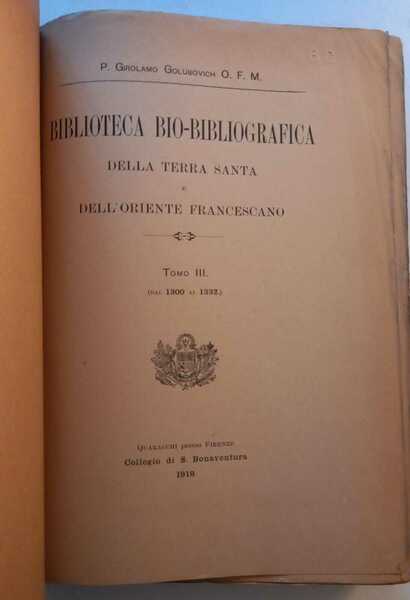 P. Girolamo Golubovich O. F. M.
BIBLIOTECA BIO-BIBLIOGRAFICA
DELLA TERRA SANTA
E
DELL'ORIENTE FRANCESCANO
Tomo III.
(DAL 1300 AL 1332.)
Quaracchi presso Firenze
Collegio di S. Bonaventura
1919